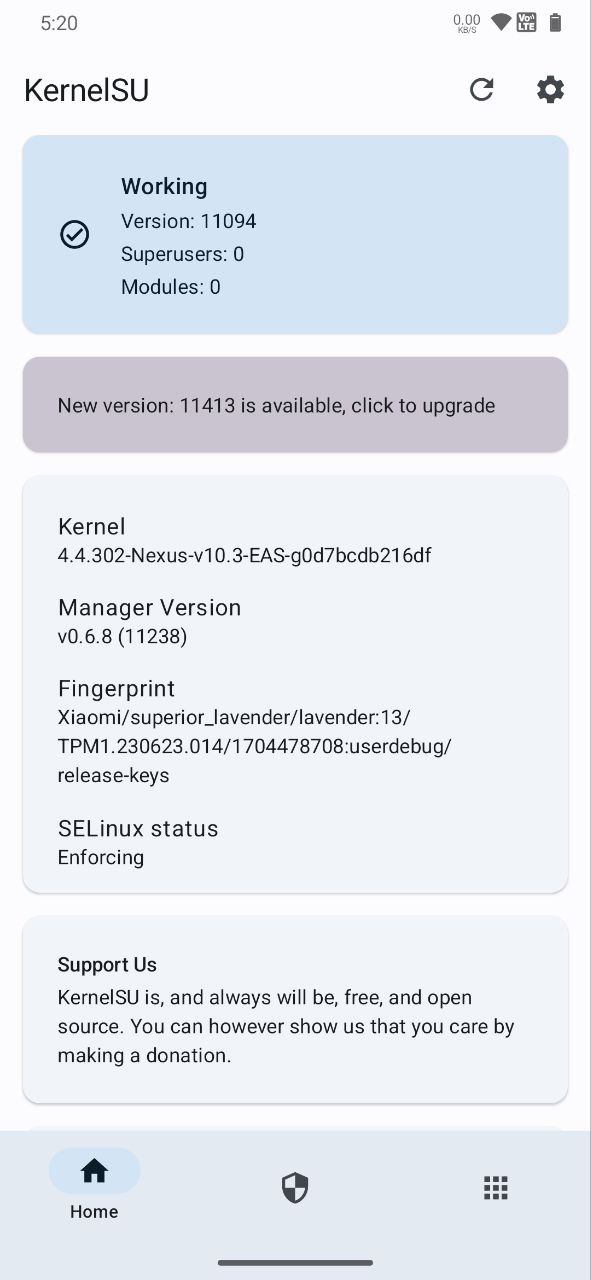 5:20
0.00
KB/S
Vo))
LTE
KernelSU
Working
Version: 11094
Superusers: 0
Modules: 0
New version: 11413 is available, click to upgrade
Kernel
4.4.302-Nexus-v10.3-EAS-g0d7bcdb216df
Manager Version
v0.6.8 (11238)
Fingerprint
Xiaomi/superior_lavender/lavender:13/
TPM1.230623.014/1704478708:userdebug/
release-keys
SELinux status
Enforcing
Support Us
KernelSU is, and always will be, free, and open
source. You can however show us that you care by
making a donation.
Home